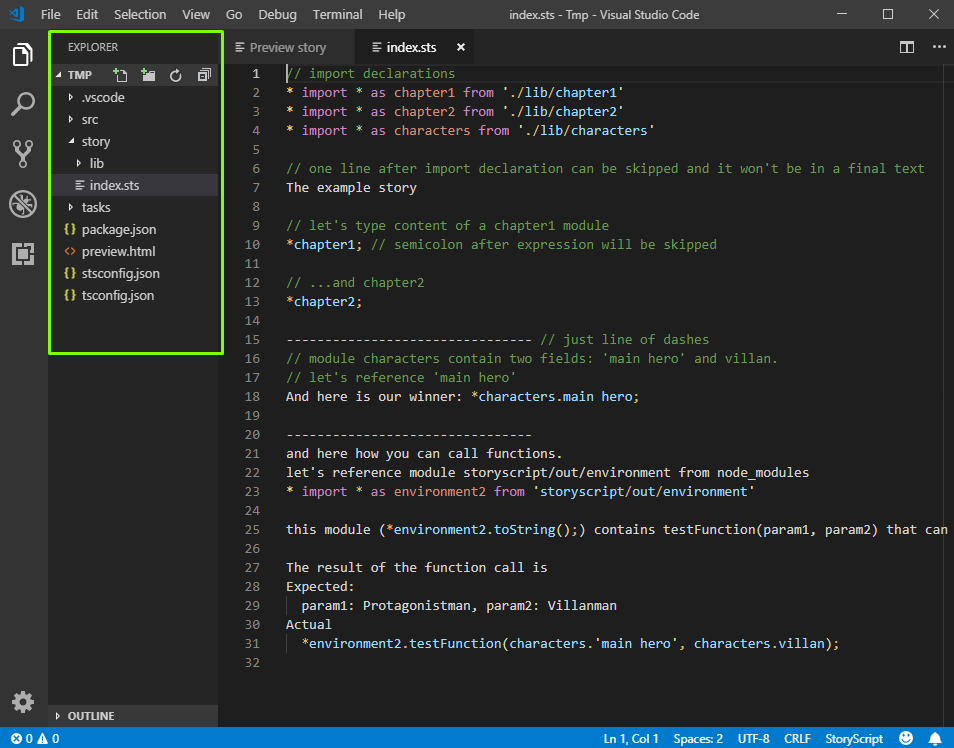 File Edit Selection View Go Debug Terminal Help index.sts - Tmp - Visual Studio Code
EXPLORER
TMP
.vscode
src
story
lib
index.sts
tasks
{} package.json
<> preview.html
{} stsconfig.json
{} tsconfig.json
OUTLINE
Preview story index.sts ×
1 // import declarations
2 * import * as chapter1 from './lib/chapter1'
3 * import * as chapter2 from './lib/chapter2'
4 * import * as characters from './lib/characters'
5
6 // one line after import declaration can be skipped and it won't be in a final text
7 The example story
8
9 // let's type content of a chapter1 module
10 *chapter1; // semicolon after expression will be skipped
11
12 // ...and chapter2
13 *chapter2;
14
15 -------------------------------- // just line of dashes
16 // module characters contain two fields: 'main hero' and villan.
17 // let's reference 'main hero'
18 And here is our winner: *characters.main hero;
19
20 --------------------------------
21 and here how you can call functions.
22 let's reference module storyscript/out/environment from node_modules
23 * import * as environment2 from 'storyscript/out/environment'
24
25 this module (*environment2.toString();) contains testFunction(param1, param2) that can
26
27 The result of the function call is
28 Expected:
29 param1: Protagonistman, param2: Villanman
30 Actual
31 *environment2.testFunction(characters.'main hero', characters.villan);
32
0 0 Ln 1, Col 1 Spaces: 2 UTF-8 CRLF StoryScript